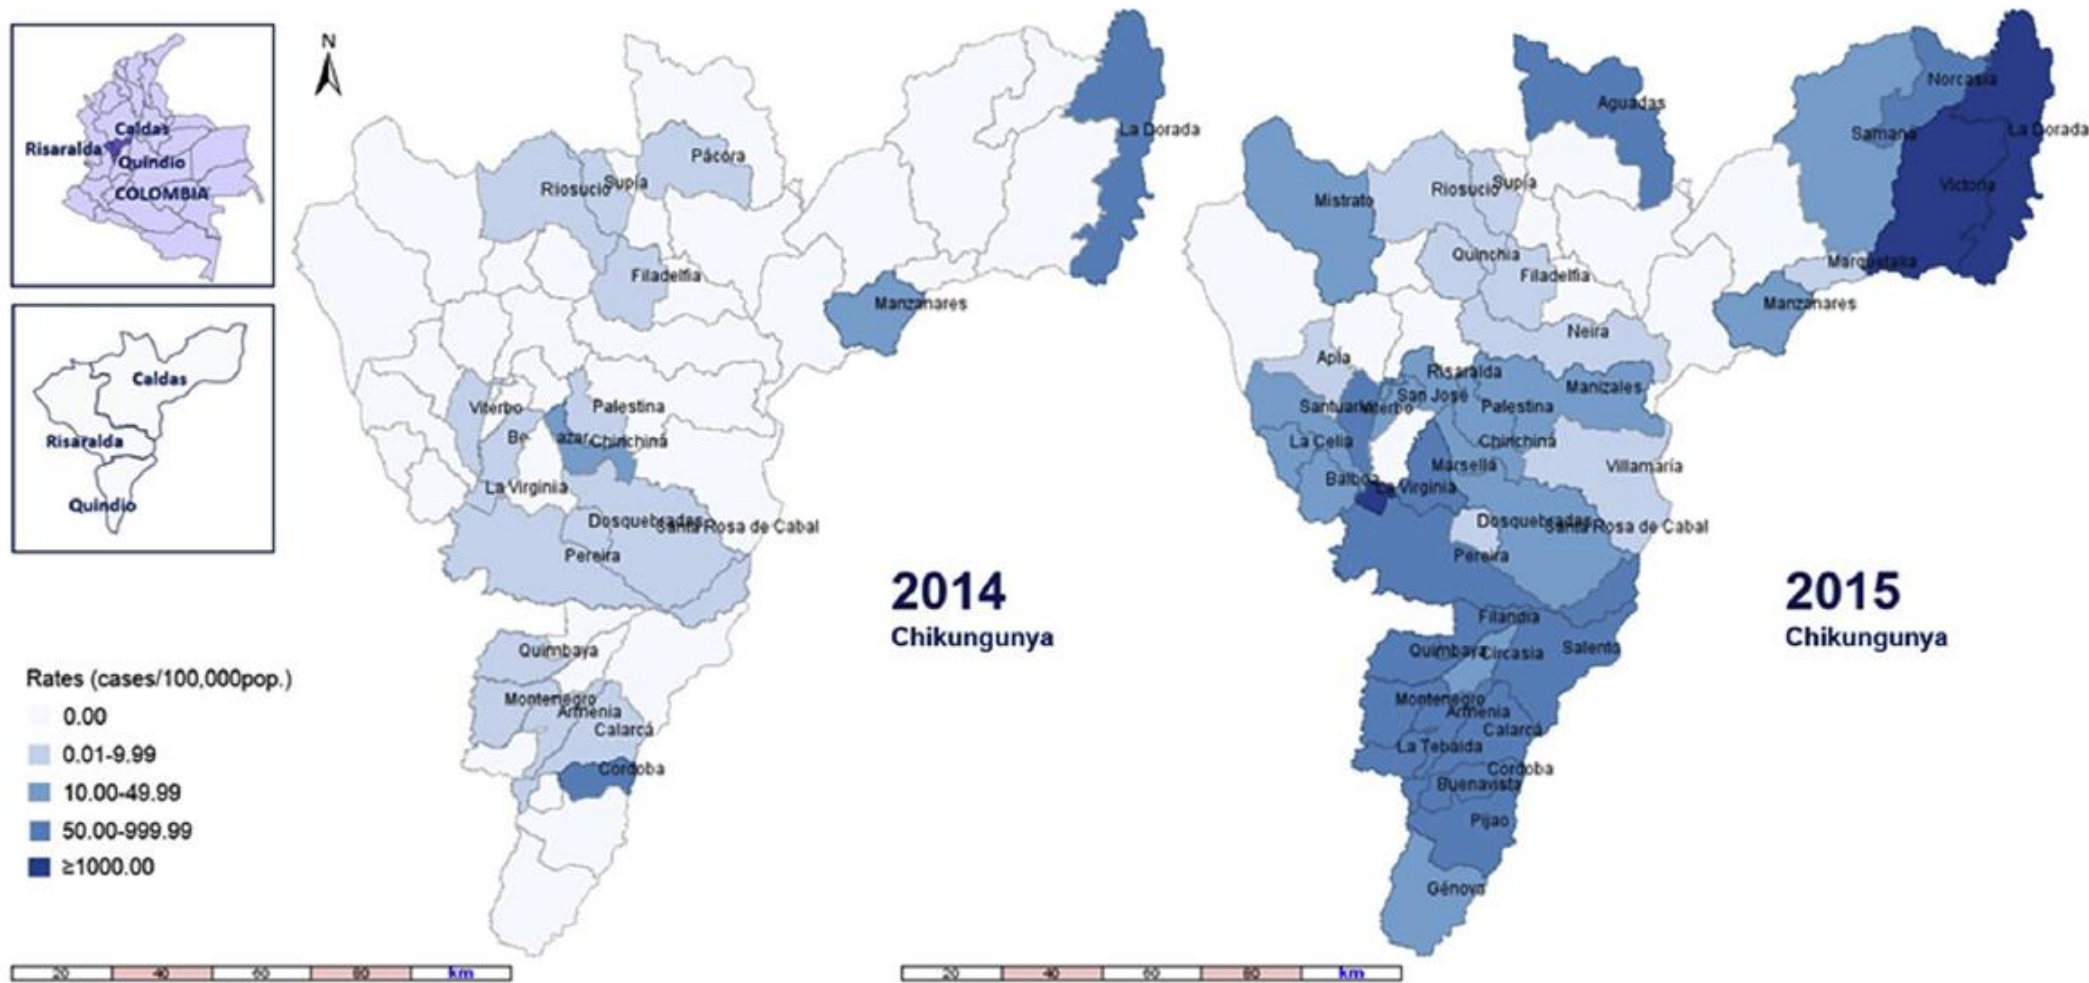 Caldas
Risaralda
Quindio
COLOMBIA
Caldas
Risaralda
Quindio
N
La Dorada
Pácora
Riosucio
Supía
Filadelfia
Manzanares
Viterbo
Palestina
Be
azar
Chinchiná
La Virginia
Dosquebradas
Santa Rosa de Cabal
Pereira
Quimbaya
Montenegro
Armenia
Calarcá
Córdoba
2014
Chikungunya
Rates (cases/100,000pop.)
0.00
0.01-9.99
10.00-49.99
50.00-999.99
≥1000.00
20 40 60 80 km
Aguadas
Norcasia
Samaná
La Dorada
Victoria
Mistrato
Riosucio
Supía
Quinchia
Filadelfia
Marquetalia
Manzanares
Neira
Apía
Risaralda
Manizales
San José
Santuario
Viterbo
Palestina
La Celia
Chinchiná
Marsella
Villamaría
Balboa
La Virginia
Dosquebradas
Santa Rosa de Cabal
Pereira
Filandia
Quimbaya
Circasia
Salento
Montenegro
Armenia
Calarcá
La Tebaida
Cordoba
Buenavista
Pijao
Génova
2015
Chikungunya
20 40 60 80 km